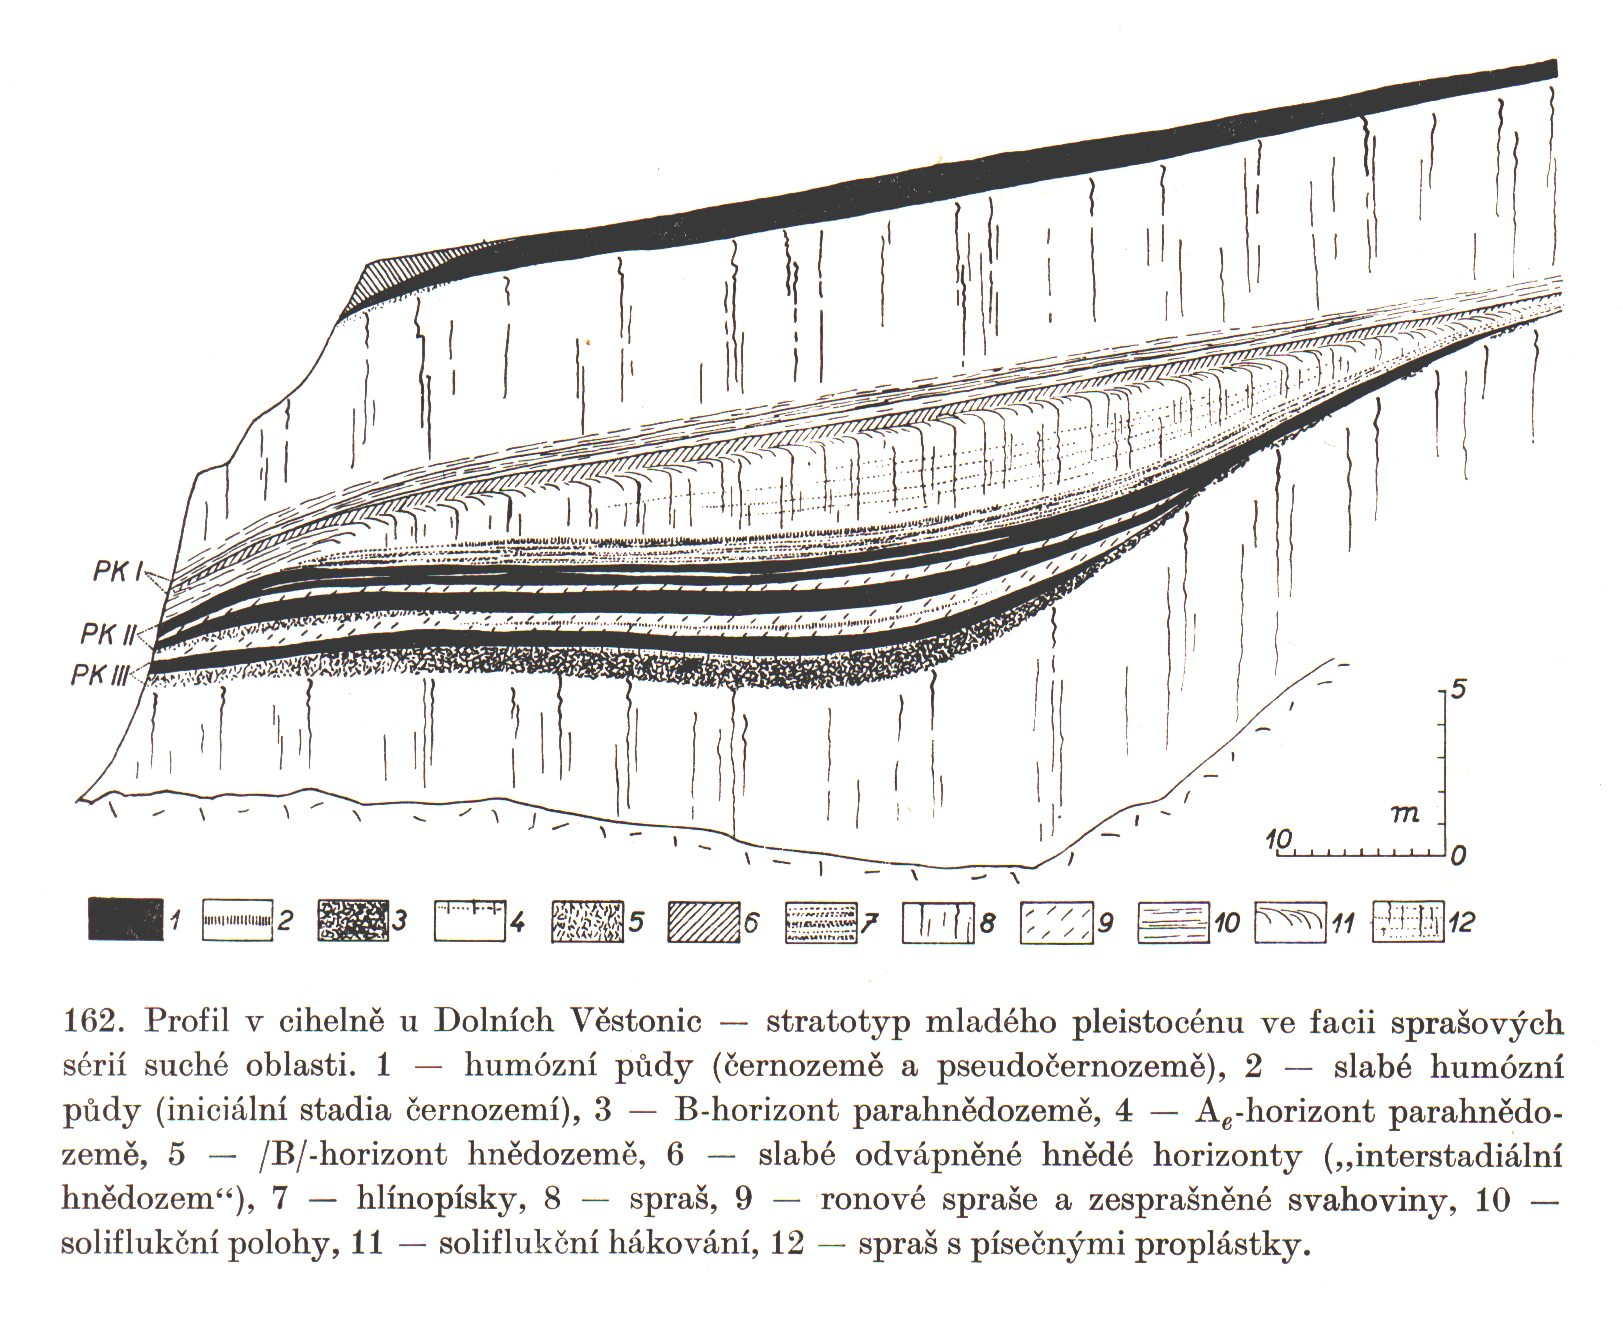 PK I
PK II
PK III
5
m
10
0
1 2 3 4 5 6 7 8 9 10 11 12
162. Profil v cihelně u Dolních Věstonic — stratotyp mladého pleistocénu ve facii sprašových
sérií suché oblasti. 1 — humózní půdy (černozemě a pseudočernozemě), 2 — slabé humózní
půdy (iniciální stadia černozemí), 3 — B-horizont parahnědozemě, 4 — Ae-horizont parahnědo-
země, 5 — /B/-horizont hnědozemě, 6 — slabé odvápněné hnědé horizonty („interstadiální
hnědozem“), 7 — hlínopísky, 8 — spraš, 9 — ronové spraše a zesprašněné svahoviny, 10 —
soliflukční polohy, 11 — soliflukční hákování, 12 — spraš s písečnými proplástky.